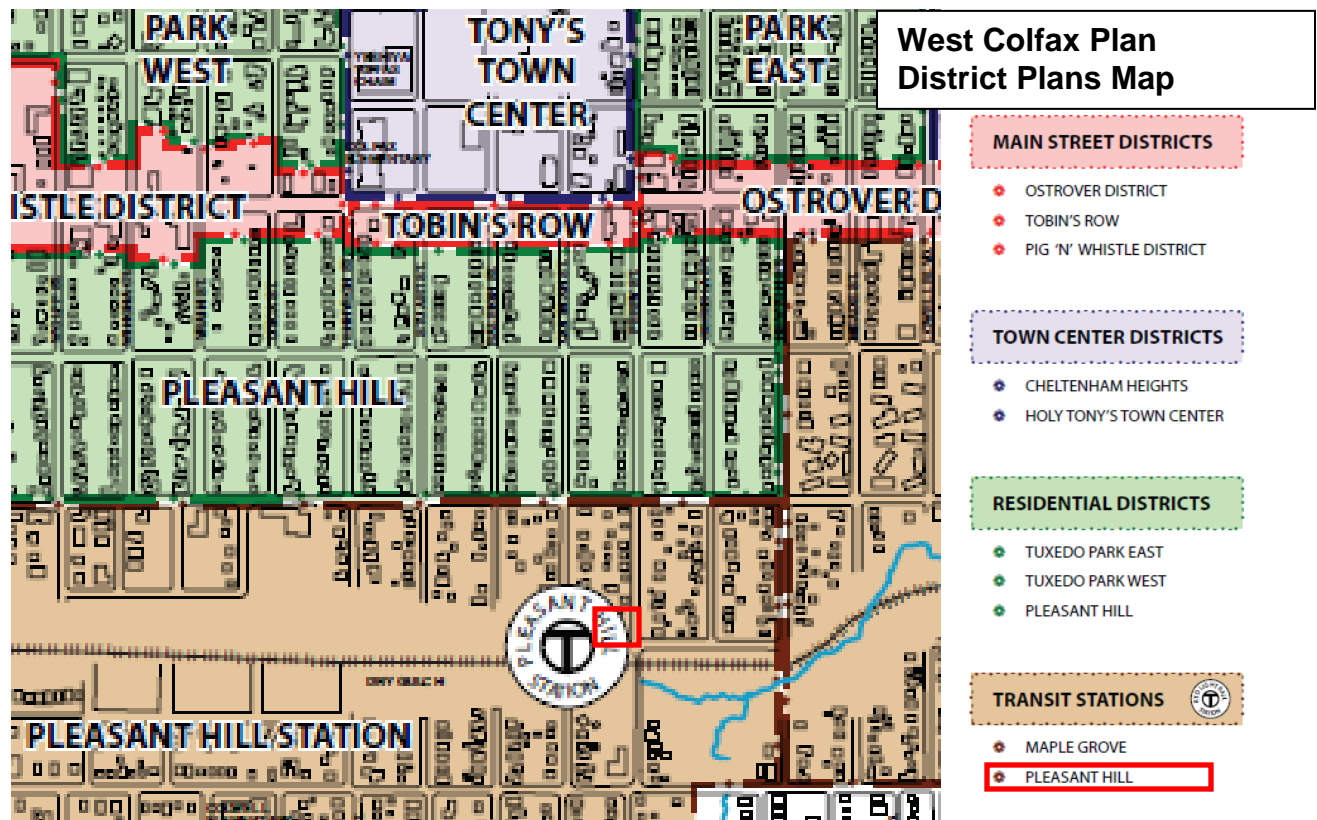 West Colfax Plan
District Plans Map
PARK
WEST
TONY'S
TOWN
CENTER
PARK
EAST
ISTLE DISTRICT
TOBIN'S ROW
OSTROVER D
PLEASANT HILL
PLEASANT HILL
STATION
T
DRY GULCH
PLEASANT HILL STATION
MAIN STREET DISTRICTS
OSTROVER DISTRICT
TOBIN'S ROW
PIG 'N' WHISTLE DISTRICT
TOWN CENTER DISTRICTS
CHELTENHAM HEIGHTS
HOLY TONY'S TOWN CENTER
RESIDENTIAL DISTRICTS
TUXEDO PARK EAST
TUXEDO PARK WEST
PLEASANT HILL
TRANSIT STATIONS
T
STATION
MAPLE GROVE
PLEASANT HILL